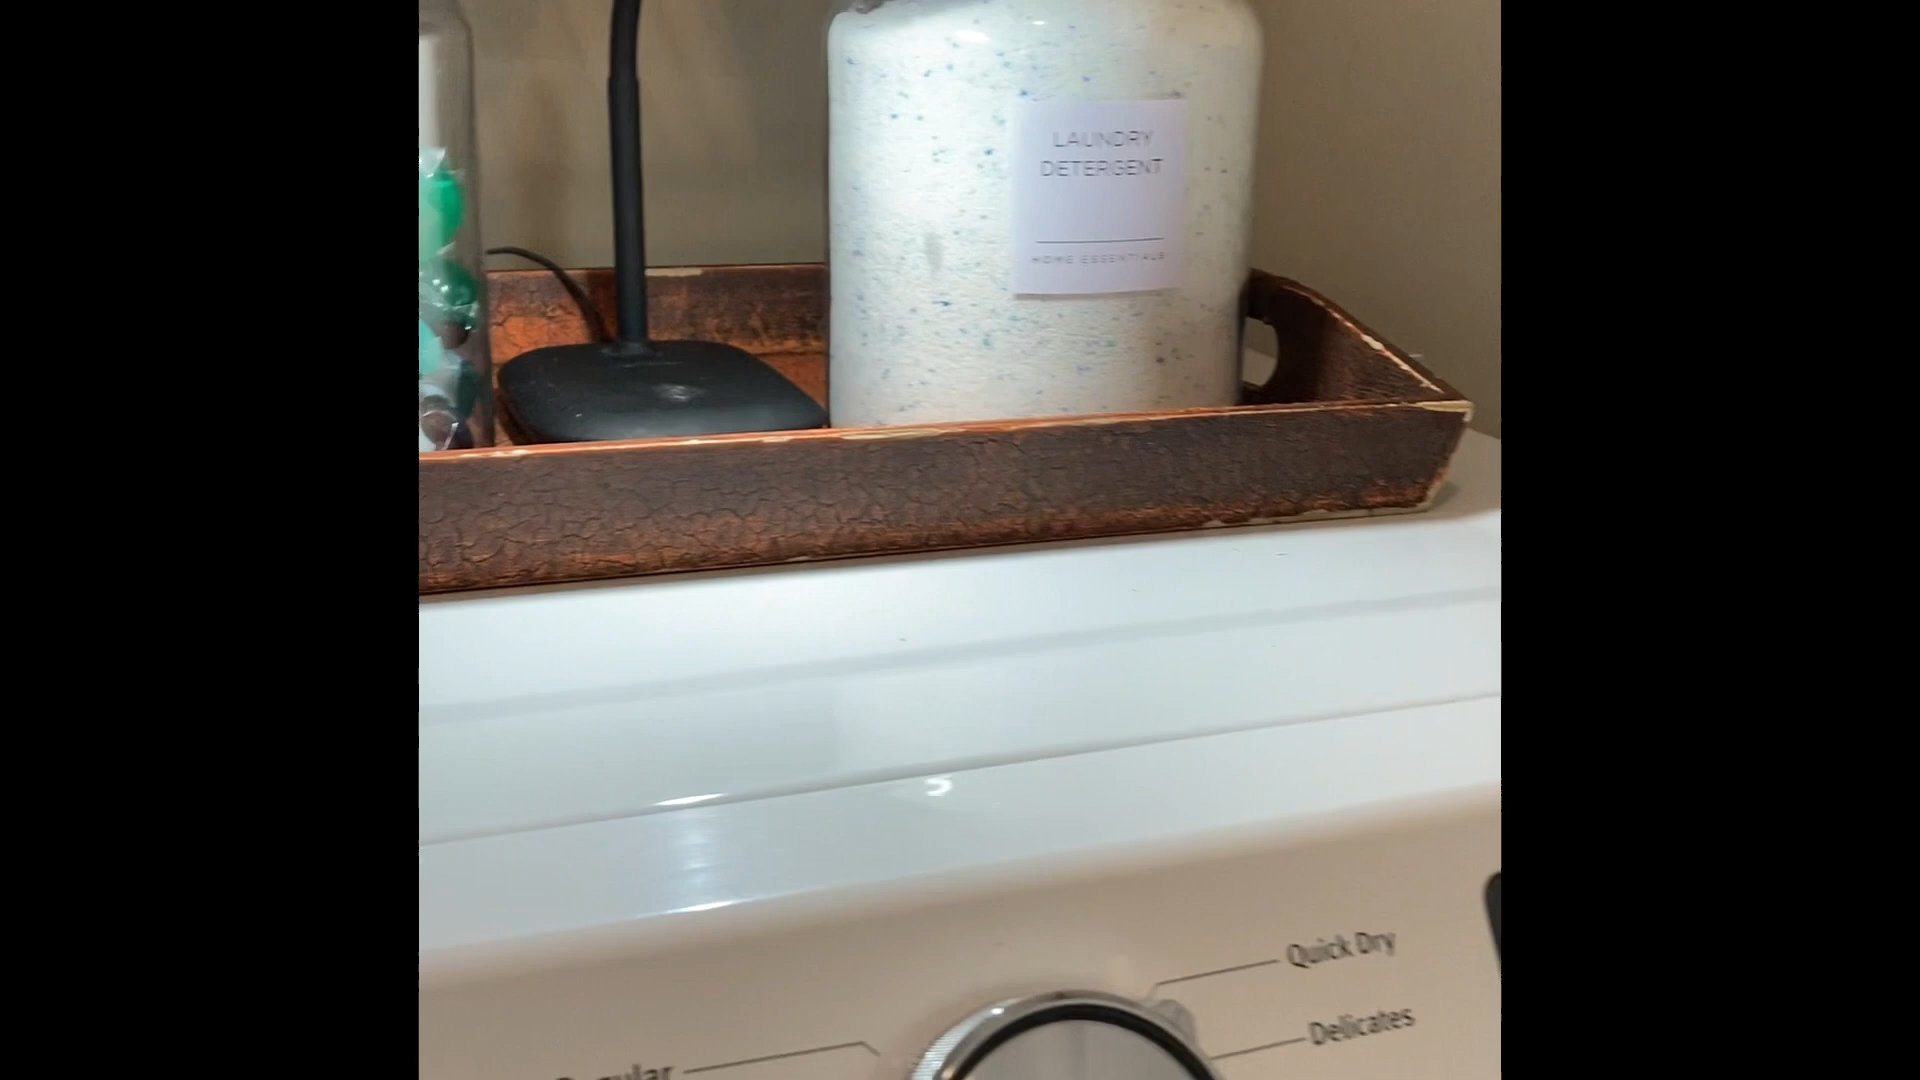 LAUNDRY
DETERGENT
HOME ESSENTIALS
Quick Dry
Delicates